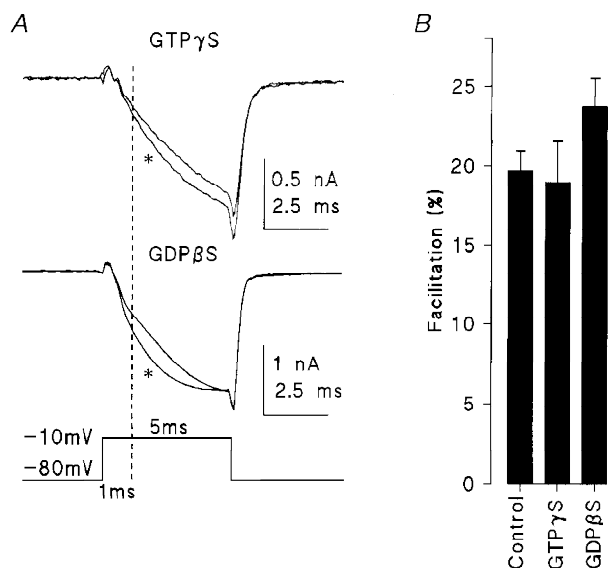 A
GTPγS
*
0.5 nA
2.5 ms
GDPβS
*
1 nA
2.5 ms
−10mV
5ms
−80mV
1ms
B
Facilitation (%)
25
20
15
10
5
0
Control
GTPγS
GDPβS